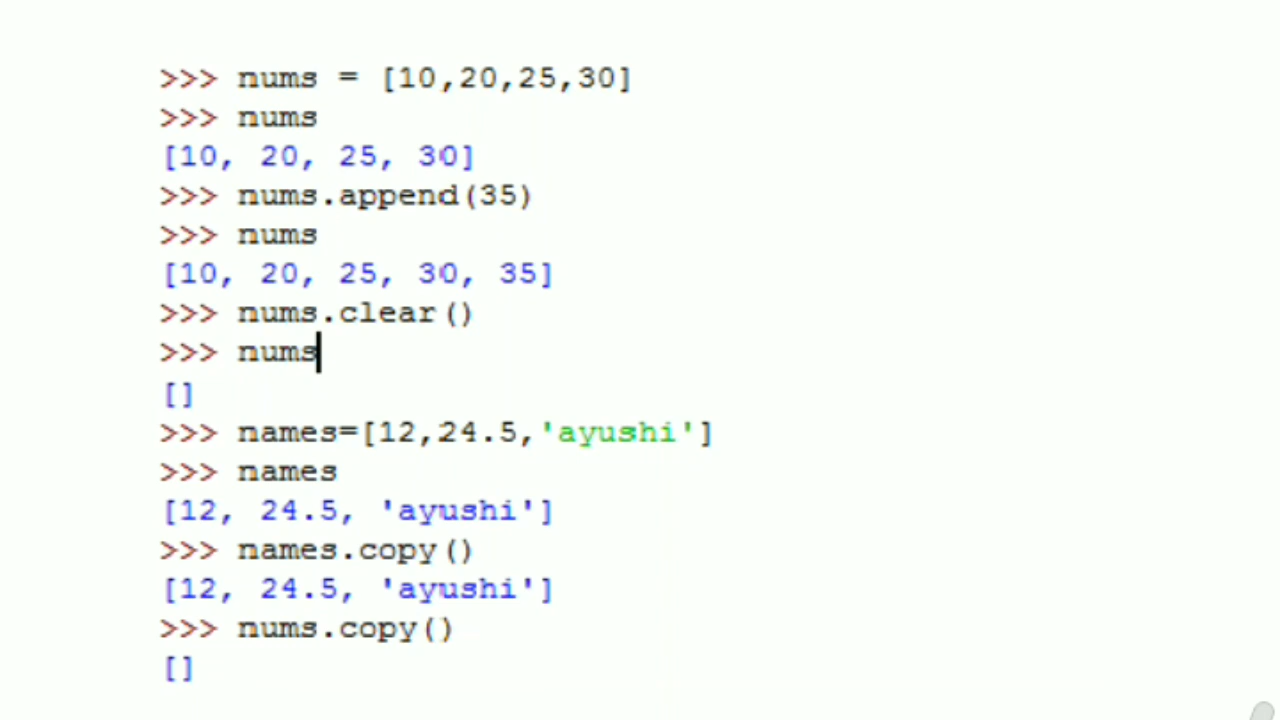 >>> nums = [10,20,25,30]
>>> nums
[10, 20, 25, 30]
>>> nums.append(35)
>>> nums
[10, 20, 25, 30, 35]
>>> nums.clear()
>>> nums
[]
>>> names=[12,24.5,'ayushi']
>>> names
[12, 24.5, 'ayushi']
>>> names.copy()
[12, 24.5, 'ayushi']
>>> nums.copy()
[]